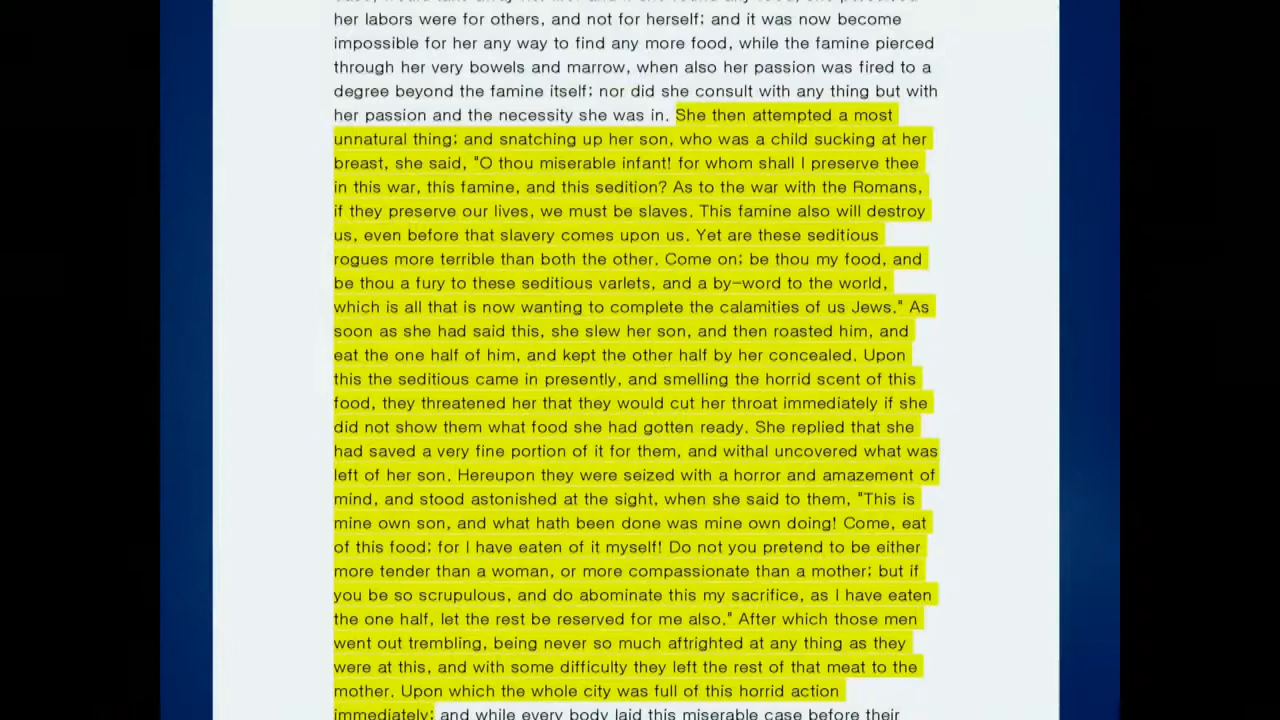 her labors were for others, and not for herself; and it was now become
impossible for her any way to find any more food, while the famine pierced
through her very bowels and marrow, when also her passion was fired to a
degree beyond the famine itself; nor did she consult with any thing but with
her passion and the necessity she was in. She then attempted a most
unnatural thing; and snatching up her son, who was a child sucking at her
breast, she said, "O thou miserable infant! for whom shall I preserve thee
in this war, this famine, and this sedition? As to the war with the Romans,
if they preserve our lives, we must be slaves. This famine also will destroy
us, even before that slavery comes upon us. Yet are these seditious
rogues more terrible than both the other. Come on; be thou my food, and
be thou a fury to these seditious varlets, and a by-word to the world,
which is all that is now wanting to complete the calamities of us Jews." As
soon as she had said this, she slew her son, and then roasted him, and
eat the one half of him, and kept the other half by her concealed. Upon
this the seditious came in presently, and smelling the horrid scent of this
food, they threatened her that they would cut her throat immediately if she
did not show them what food she had gotten ready. She replied that she
had saved a very fine portion of it for them, and withal uncovered what was
left of her son. Hereupon they were seized with a horror and amazement of
mind, and stood astonished at the sight, when she said to them, "This is
mine own son, and what hath been done was mine own doing! Come, eat
of this food; for I have eaten of it myself! Do not you pretend to be either
more tender than a woman, or more compassionate than a mother; but if
you be so scrupulous, and do abominate this my sacrifice, as I have eaten
the one half, let the rest be reserved for me also." After which those men
went out trembling, being never so much aftrighted at any thing as they
were at this, and with some difficulty they left the rest of that meat to the
mother. Upon which the whole city was full of this horrid action
immediately; and while every body laid this miserable case before their